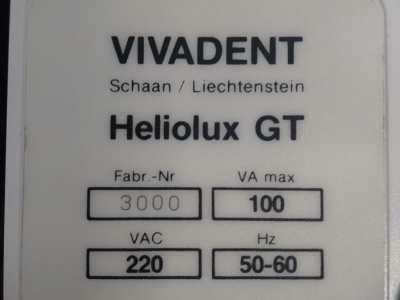 VIVADENT
Schaan / Liechtenstein
Heliolux GT
Fabr.-Nr VA max
3000 100
VAC Hz
220 50-60